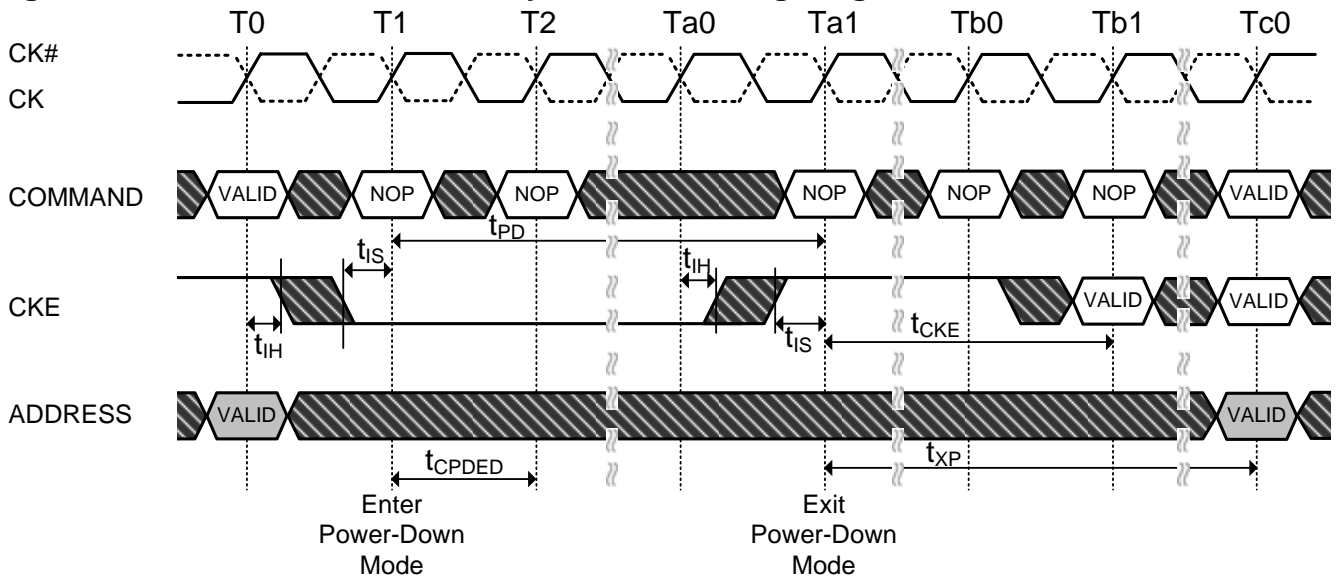 T0 T1 T2 Ta0 Ta1 Tb0 Tb1 Tc0
CK#
CK
COMMAND VALID NOP NOP NOP NOP NOP VALID
tPD
tIS tIH
CKE VALID VALID
tIH tIS tCKE
ADDRESS VALID VALID
tCPDED tXP
Enter
Power-Down
Mode
Exit
Power-Down
Mode